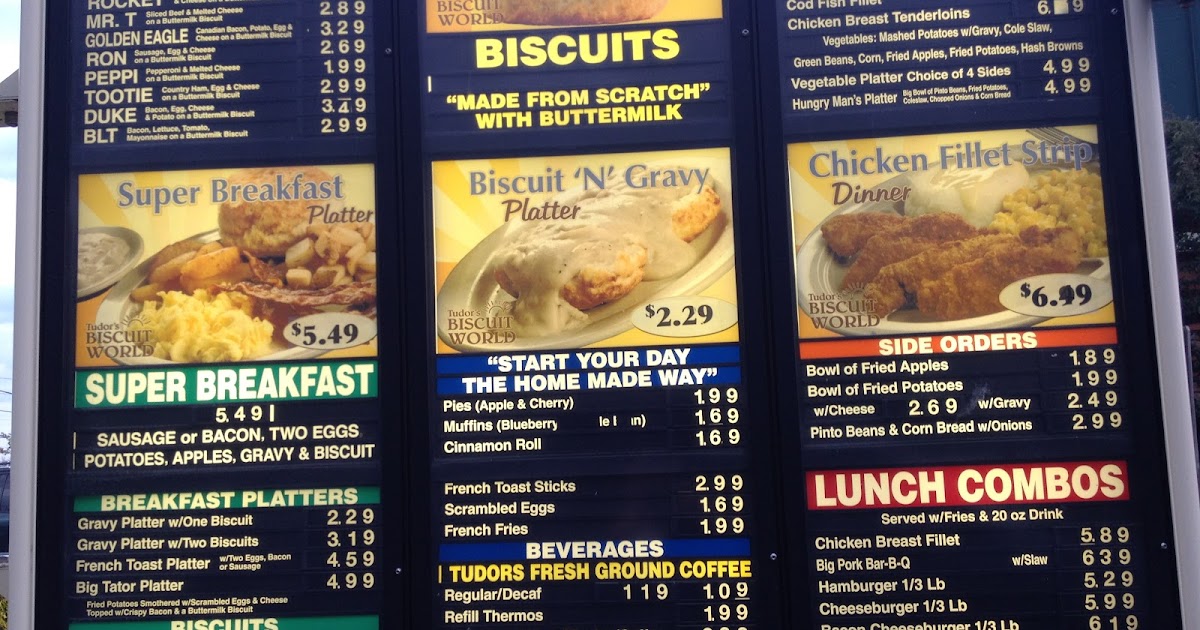 ROCKET & Cheese on a Buttermilk Biscuit 2.89
MR. T Sliced Beef & Melted Cheese on a Buttermilk Biscuit 3.29
GOLDEN EAGLE Canadian Bacon, Potato, Egg & Cheese on a Buttermilk Biscuit 2.69
RON Sausage, Egg & Cheese on a Buttermilk Biscuit 1.99
PEPPI Pepperoni & Melted Cheese on a Buttermilk Biscuit 2.99
TOOTIE Country Ham, Egg & Cheese on a Buttermilk Biscuit 3.49
DUKE Bacon, Egg, Cheese & Potato on a Buttermilk Biscuit 2.99
BLT Bacon, Lettuce, Tomato, Mayonnaise on a Buttermilk Biscuit
Super Breakfast
Platter
Tudor's
BISCUIT
WORLD
$5.49
SUPER BREAKFAST
5.49
SAUSAGE or BACON, TWO EGGS
POTATOES, APPLES, GRAVY & BISCUIT
BREAKFAST PLATTERS
Gravy Platter w/One Biscuit 2.29
Gravy Platter w/Two Biscuits 3.19
French Toast Platter w/Two Eggs, Bacon or Sausage 4.59
Big Tator Platter 4.99
Fried Potatoes Smothered w/Scrambled Eggs & Cheese
Topped w/Crispy Bacon & a Buttermilk Biscuit
BISCUITS
BISCUIT
WORLD
BISCUITS
"MADE FROM SCRATCH"
WITH BUTTERMILK
Biscuit 'N' Gravy
Platter
Tudor's
BISCUIT
WORLD
$2.29
"START YOUR DAY
THE HOME MADE WAY"
Pies (Apple & Cherry) 1.99
Muffins (Blueberry 1.69
Cinnamon Roll 1.69
French Toast Sticks 2.99
Scrambled Eggs 1.69
French Fries 1.99
BEVERAGES
TUDORS FRESH GROUND COFFEE
Regular/Decaf 1 19 1.09
Refill Thermos 1.99
Cod Fish Fillet
Chicken Breast Tenderloins
Vegetables: Mashed Potatoes w/Gravy, Cole Slaw,
Green Beans, Corn, Fried Apples, Fried Potatoes, Hash Browns
Vegetable Platter Choice of 4 Sides 4.99
Hungry Man's Platter Big Bowl of Pinto Beans, Fried Potatoes, Coleslaw, Chopped Onions & Corn Bread 4.99
Chicken Fillet Strip
Dinner
Tudor's
BISCUIT
WORLD
$6.49
SIDE ORDERS
Bowl of Fried Apples 1.89
Bowl of Fried Potatoes 1.99
w/Cheese 2.69 w/Gravy 2.49
Pinto Beans & Corn Bread w/Onions 2.99
LUNCH COMBOS
Served w/Fries & 20 oz Drink
Chicken Breast Fillet 5.89
Big Pork Bar-B-Q w/Slaw 6 39
Hamburger 1/3 Lb 5.29
Cheeseburger 1/3 Lb 5.99
Bacon Cheeseburger 1/3 Lb 6 19